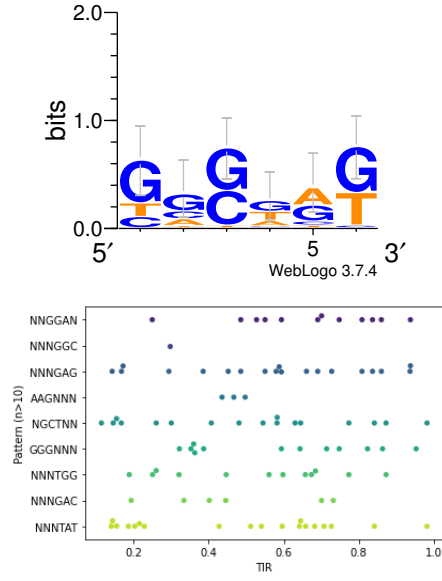 2.0
1.0
0.0
bits
G
T
C
G
G
A
G
C
G
T
A
A
G
G
T
5′
5
3′
WebLogo 3.7.4
NNGGAN
NNNGGC
NNNGAG
AAGNNN
NGCTNN
GGGNNN
NNNTGG
NNNGAC
NNNTAT
Pattern (n>10)
0.2 0.4 0.6 0.8 1.0
TIR